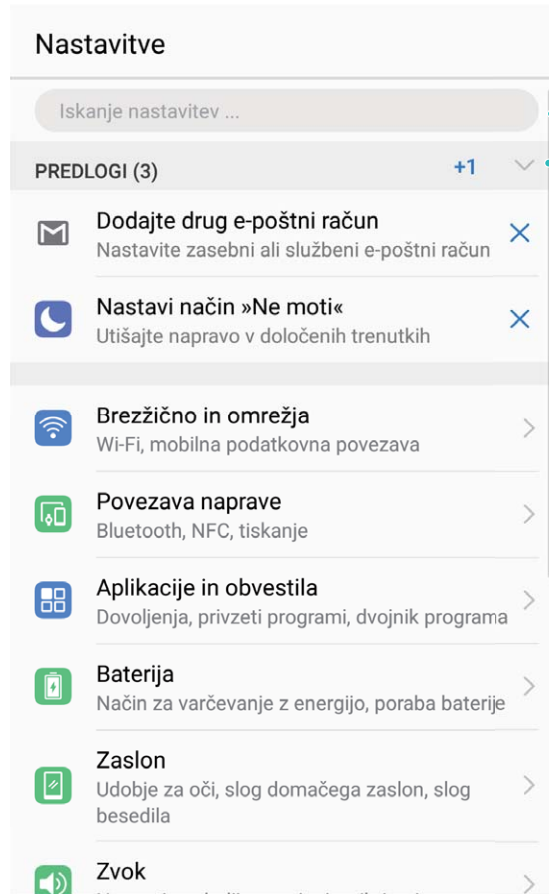 Nastavitve
Iskanje nastavitev ...
PREDLOGI (3) +1
Dodajte drug e-poštni račun
Nastavite zasebni ali službeni e-poštni račun
Nastavi način »Ne moti«
Utišajte napravo v določenih trenutkih
Brezžično in omrežja
Wi-Fi, mobilna podatkovna povezava
Povezava naprave
Bluetooth, NFC, tiskanje
Aplikacije in obvestila
Dovoljenja, privzeti programi, dvojnik programa
Baterija
Način za varčevanje z energijo, poraba baterije
Zaslon
Udobje za oči, slog domačega zaslon, slog
besedila
Zvok